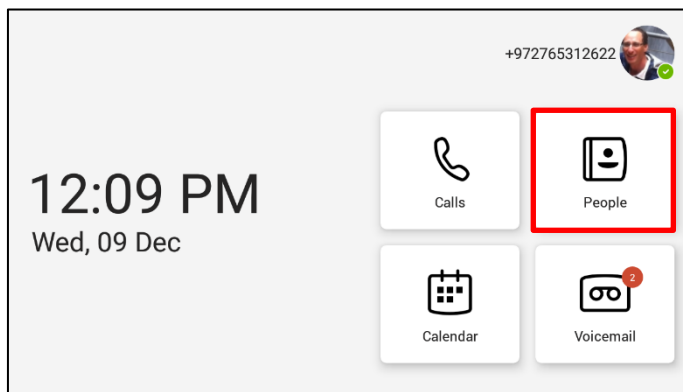 +972765312622
12:09 PM
Wed, 09 Dec
Calls
People
Calendar
2
Voicemail